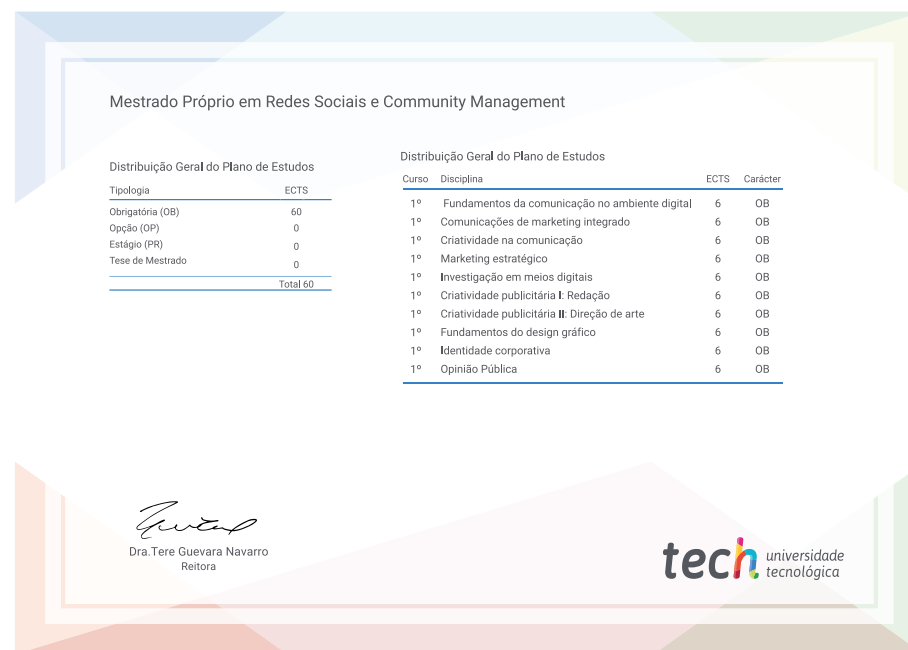 Mestrado Próprio em Redes Sociais e Community Management
Distribuição Geral do Plano de Estudos
Tipologia ECTS
Obrigatória (OB) 60
Opção (OP) 0
Estágio (PR) 0
Tese de Mestrado 0
Total 60
Distribuição Geral do Plano de Estudos
Curso Disciplina ECTS Carácter
1º Fundamentos da comunicação no ambiente digital 6 OB
1º Comunicações de marketing integrado 6 OB
1º Criatividade na comunicação 6 OB
1º Marketing estratégico 6 OB
1º Investigação em meios digitais 6 OB
1º Criatividade publicitária I: Redação 6 OB
1º Criatividade publicitária II: Direção de arte 6 OB
1º Fundamentos do design gráfico 6 OB
1º Identidade corporativa 6 OB
1º Opinião Pública 6 OB
Dra.Tere Guevara Navarro
Reitora
tech universidade
tecnológica